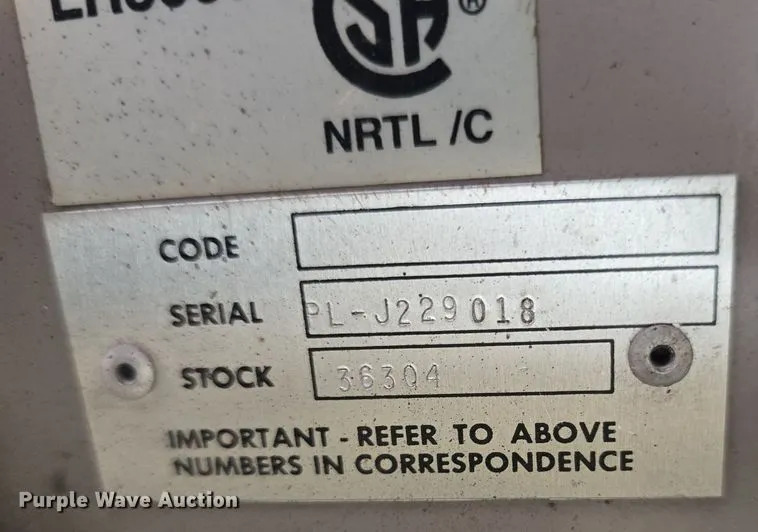 ®
NRTL /C
CODE
SERIAL PL-J229018
STOCK 36304
IMPORTANT - REFER TO ABOVE
NUMBERS IN CORRESPONDENCE
Purple Wave Auction